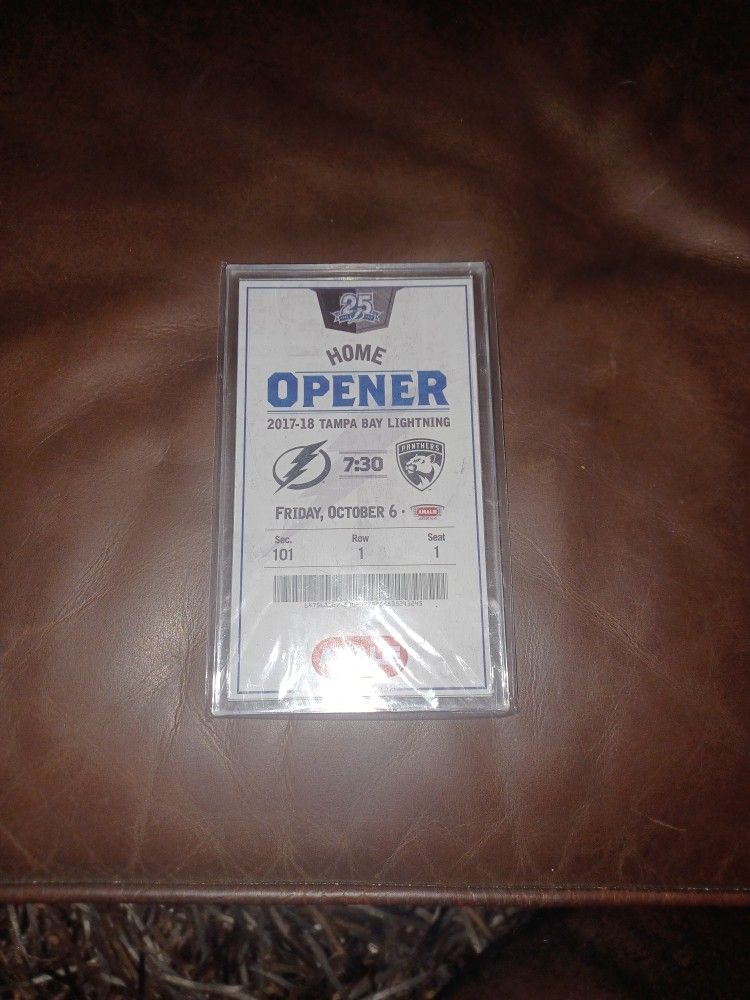 25
HOME
OPENER
2017-18 TAMPA BAY LIGHTNING
7:30
PANTHERS
FRIDAY, OCTOBER 6 • AMALIE
Sec. Row Seat
101 1 1